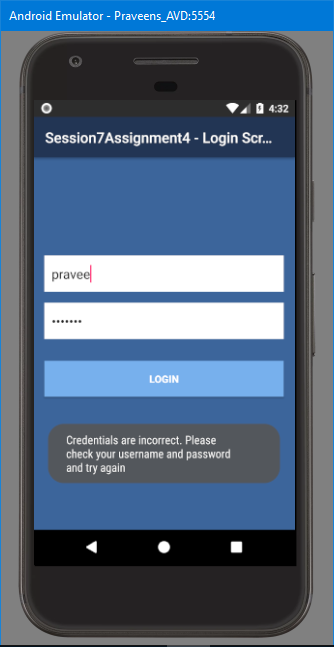 Android Emulator - Praveens_AVD:5554
4:32
Session7Assignment4 - Login Scr...
pravee
•••••••
LOGIN
Credentials are incorrect. Please
check your username and password
and try again